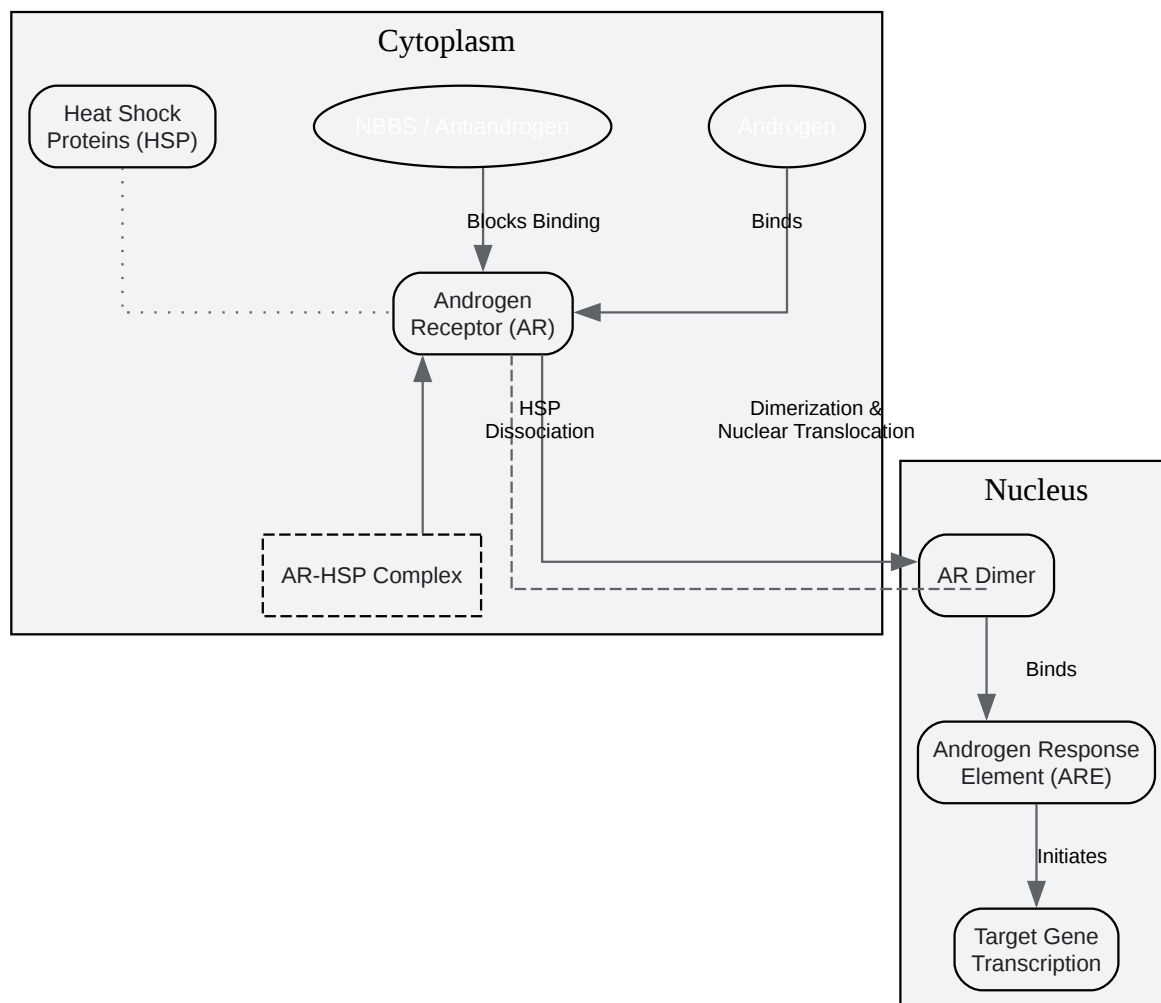 Cytoplasm
Heat Shock
Proteins (HSP)
NBBS / Antiandrogen
Androgen
Blocks Binding
Binds
Androgen
Receptor (AR)
HSP
Dissociation
Dimerization &
Nuclear Translocation
AR-HSP Complex
Nucleus
AR Dimer
Binds
Androgen Response
Element (ARE)
Initiates
Target Gene
Transcription